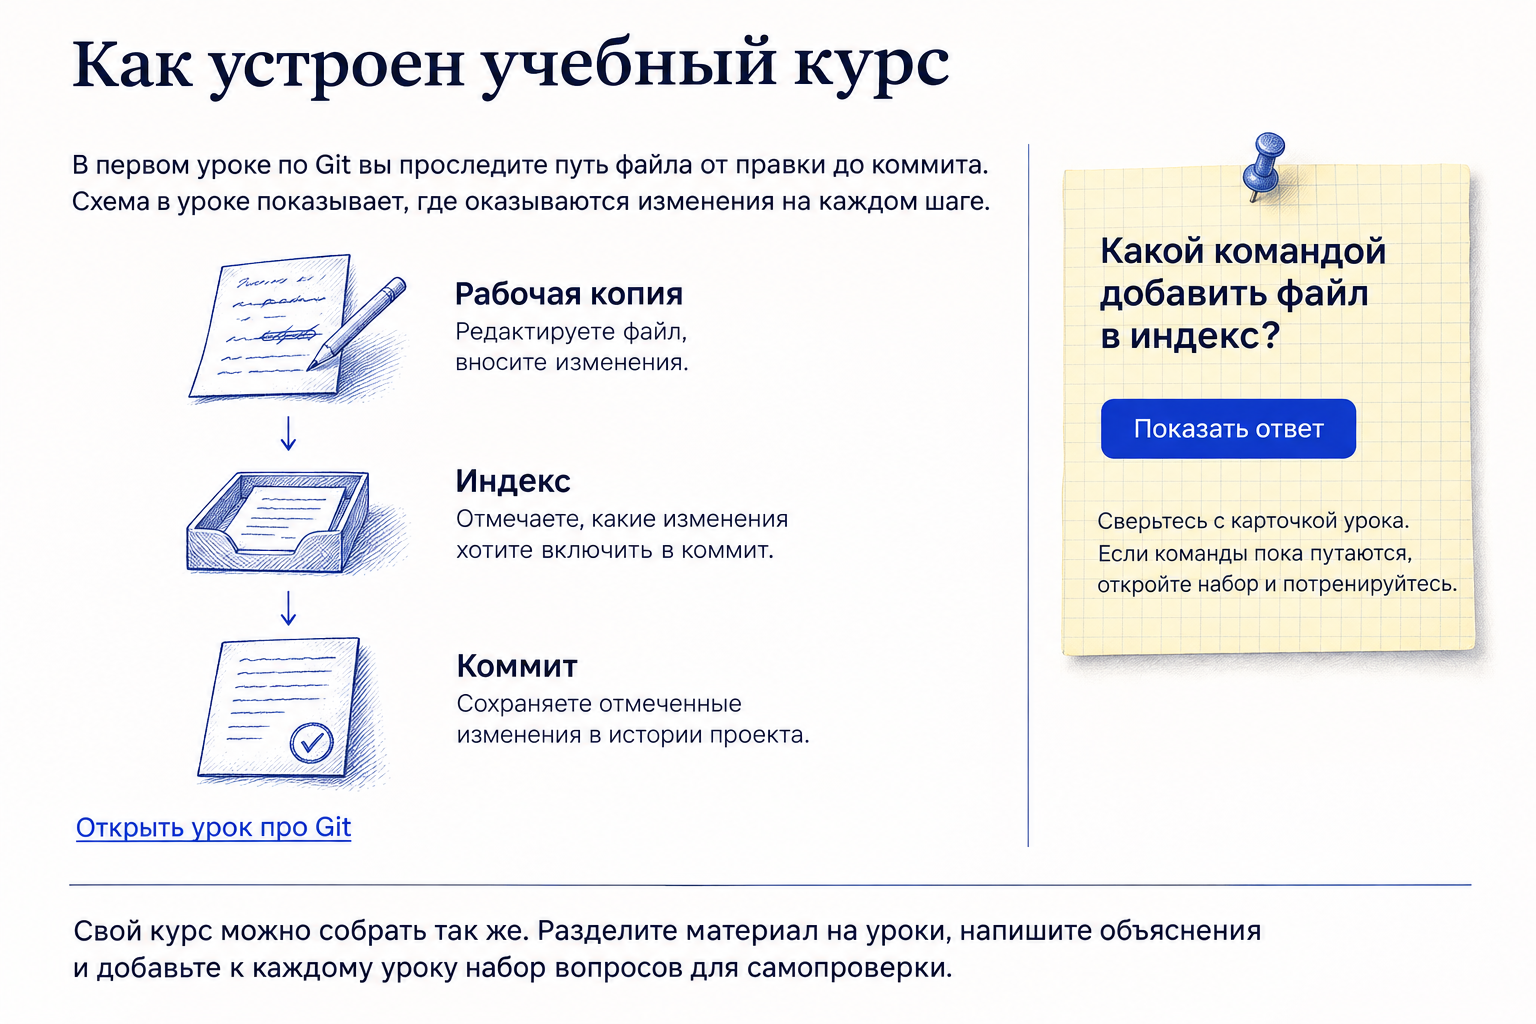 Как устроен учебный курс
В первом уроке по Git вы проследите путь файла от правки до коммита.
Схема в уроке показывает, где оказываются изменения на каждом шаге.
Рабочая копия
Редактируете файл,
вносите изменения.
Индекс
Отмечаете, какие изменения
хотите включить в коммит.
Коммит
Сохраняете отмеченные
изменения в истории проекта.
Открыть урок про Git
Какой командой
добавить файл
в индекс?
Показать ответ
Сверьтесь с карточкой урока.
Если команды пока путаются,
откройте набор и потренируйтесь.
Свой курс можно собрать так же. Разделите материал на уроки, напишите объяснения
и добавьте к каждому уроку набор вопросов для самопроверки.